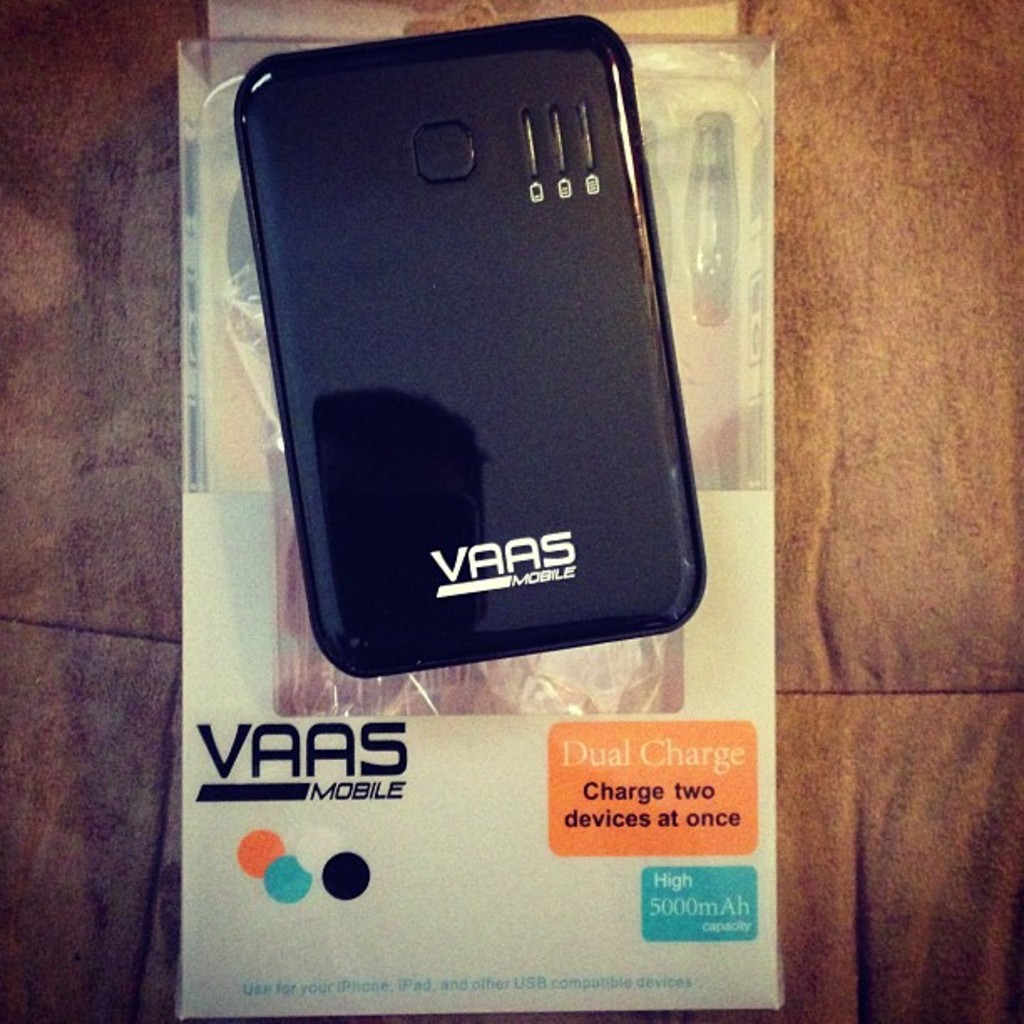 VAAS
MOBILE
VAAS
MOBILE
Dual Charge
Charge two
devices at once
High
5000mAh
capacity
Use for your iPhone, iPad, and other USB compatible devices